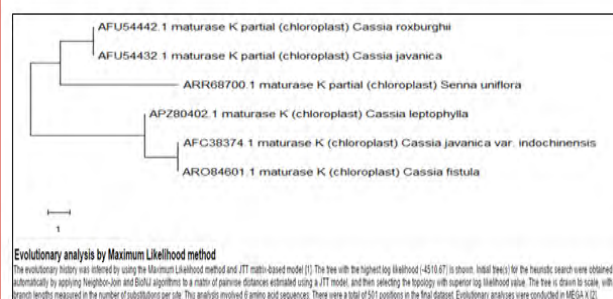 AFU54442.1 maturase K partial (chloroplast) Cassia roxburghii
AFU54432.1 maturase K partial (chloroplast) Cassia javanica
ARR68700.1 maturase K partial (chloroplast) Senna uniflora
APZ80402.1 maturase K (chloroplast) Cassia leptophylla
AFC38374.1 maturase K (chloroplast) Cassia javanica var. indochinensis
ARO84601.1 maturase K (chloroplast) Cassia fistula
1
Evolutionary analysis by Maximum Likelihood method
The evolutionary history was inferred by using the Maximum Likelihood method and JTT matrix-based model [1]. The tree with the highest log likelihood (-4510.67) is shown. Initial tree(s) for the heuristic search were obtained
automatically by applying Neighbor-Join and BioNJ algorithms to a matrix of pairwise distances estimated using a JTT model, and then selecting the topology with superior log likelihood value. The tree is drawn to scale, with
branch lengths measured in the number of substitutions per site. This analysis involved 6 amino acid sequences. There were a total of 501 positions in the final dataset. Evolutionary analyses were conducted in MEGA X [2]